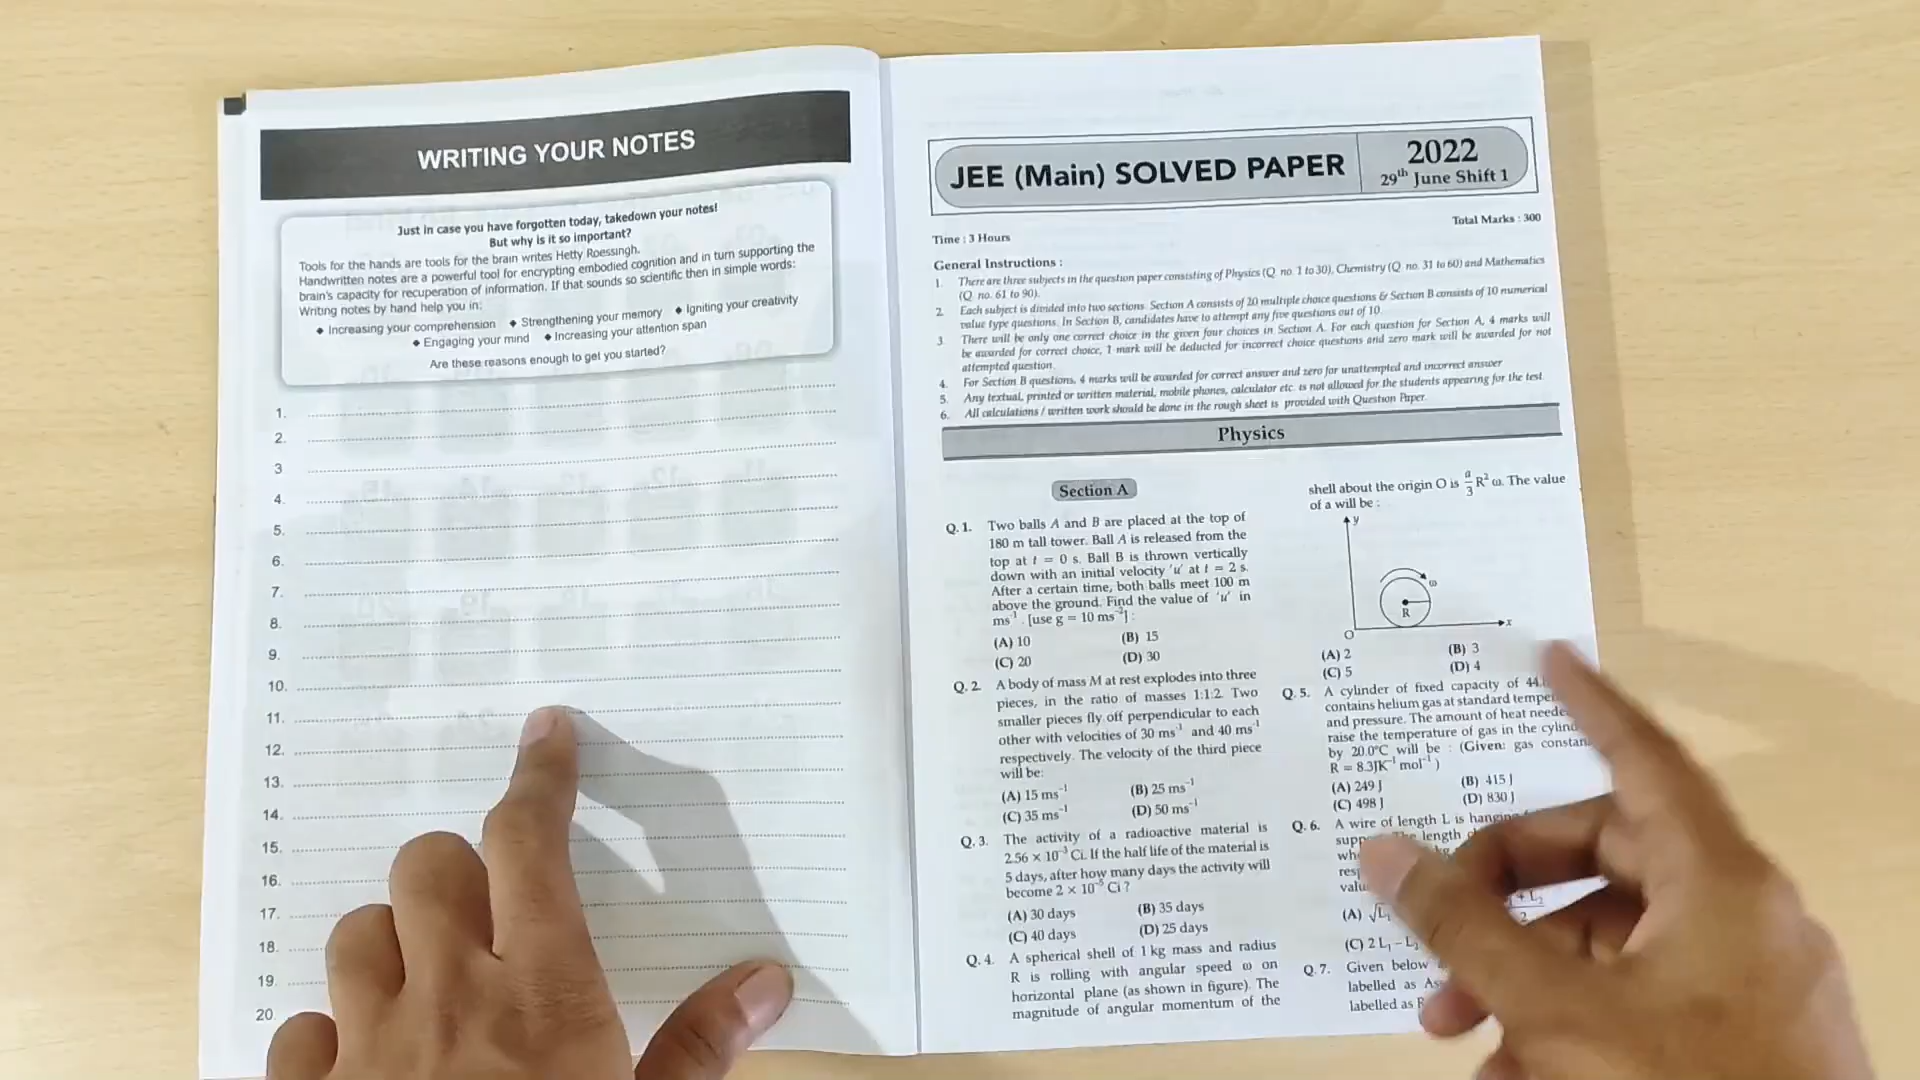 WRITING YOUR NOTES
Just in case you have forgotten today, takedown your notes!
But why is it so important?
Tools for the hands are tools for the brain writes Hetty Roessingh.
Handwritten notes are a powerful tool for encrypting embodied cognition and in turn supporting the
brain's capacity for recuperation of information. If that sounds so scientific then in simple words:
Writing notes by hand help you in:
◆ Increasing your comprehension ◆ Strengthening your memory ◆ Igniting your creativity
◆ Engaging your mind ◆ Increasing your attention span
Are these reasons enough to get you started?
1.
2.
3
4.
5.
6.
7.
8.
9.
10.
11.
12.
13.
14.
15.
16.
17.
18.
19.
20.
JEE (Main) SOLVED PAPER
2022
29th June Shift 1
Time : 3 Hours
Total Marks : 300
General Instructions :
1. There are three subjects in the question paper consisting of Physics (Q. no. 1 to 30), Chemistry (Q. no. 31 to 60) and Mathematics
(Q. no. 61 to 90).
2. Each subject is divided into two sections. Section A consists of 20 multiple choice questions & Section B consists of 10 numerical
value type questions. In Section B, candidates have to attempt any five questions out of 10.
3. There will be only one correct choice in the given four choices in Section A. For each question for Section A, 4 marks will
be awarded for correct choice, 1 mark will be deducted for incorrect choice questions and zero mark will be awarded for not
attempted question.
4. For Section B questions, 4 marks will be awarded for correct answer and zero for unattempted and incorrect answer
5. Any textual, printed or written material, mobile phones, calculator etc. is not allowed for the students appearing for the test.
6. All calculations / written work should be done in the rough sheet is provided with Question Paper.
Physics
Section A
Q. 1. Two balls A and B are placed at the top of
180 m tall tower. Ball A is released from the
top at t = 0 s. Ball B is thrown vertically
down with an initial velocity 'u' at t = 2 s.
After a certain time, both balls meet 100 m
above the ground. Find the value of 'u' in
ms⁻¹. [use g = 10 ms⁻²] :
(A) 10 (B) 15
(C) 20 (D) 30
Q. 2. A body of mass M at rest explodes into three
pieces, in the ratio of masses 1:1:2. Two
smaller pieces fly off perpendicular to each
other with velocities of 30 ms⁻¹ and 40 ms⁻¹
respectively. The velocity of the third piece
will be:
(A) 15 ms⁻¹ (B) 25 ms⁻¹
(C) 35 ms⁻¹ (D) 50 ms⁻¹
Q. 3. The activity of a radioactive material is
2.56 × 10⁻³ Ci. If the half life of the material is
5 days, after how many days the activity will
become 2 × 10⁻⁵ Ci ?
(A) 30 days (B) 35 days
(C) 40 days (D) 25 days
Q. 4. A spherical shell of 1 kg mass and radius
R is rolling with angular speed ω on
horizontal plane (as shown in figure). The
magnitude of angular momentum of the
shell about the origin O is a/3 R² ω. The value
of a will be :
y
ω
R
O
x
(A) 2 (B) 3
(C) 5 (D) 4
Q. 5. A cylinder of fixed capacity of 44.
contains helium gas at standard
and pressure. The amount of heat
raise the temperature of gas in the
by 20.0°C will be : (Given: gas
R = 8.3JK⁻¹ mol⁻¹ )
(A) 249 J (B) 415 J
(C) 498 J (D) 830 J
Q. 6. A wire of length L is
length
(A) √L₁
+ L₂
2
(C) 2 L₁ – L₂
Q. 7. Given below
labelled as
labelled as